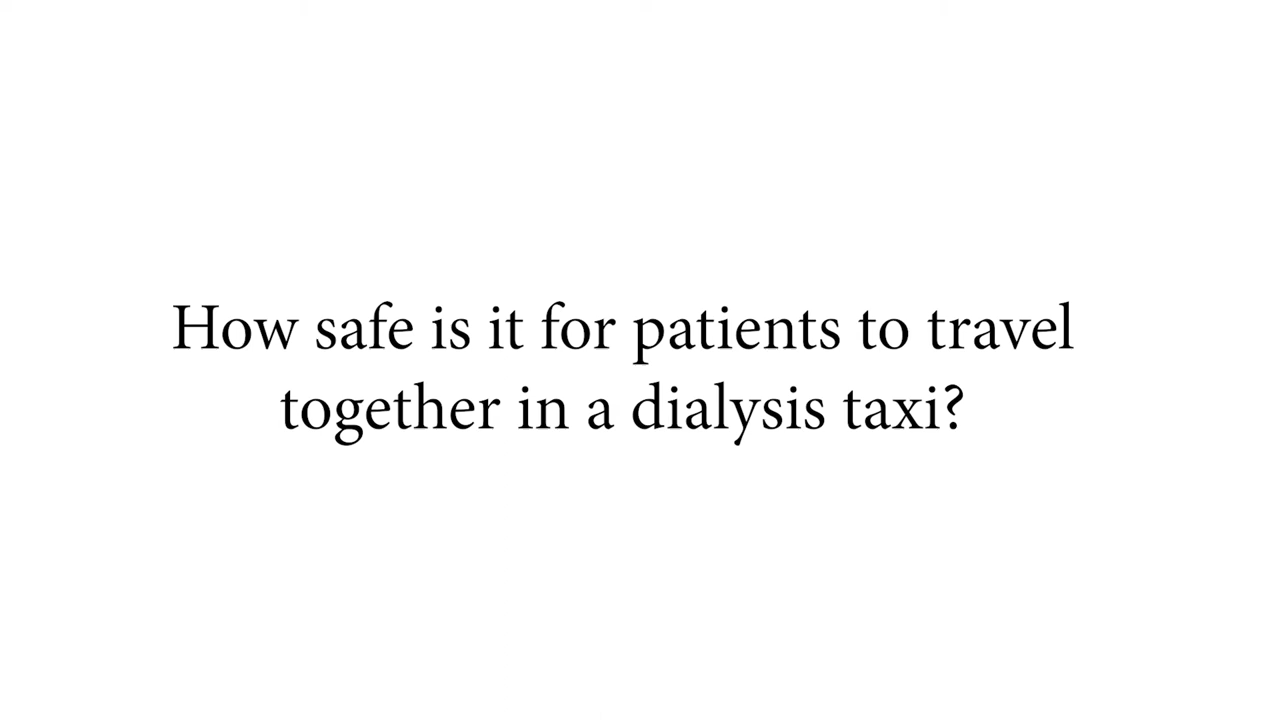 How safe is it for patients to travel
together in a dialysis taxi?